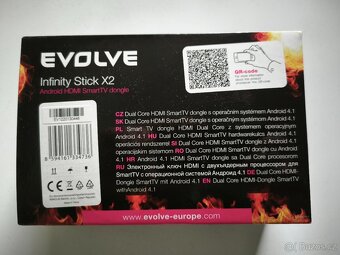 EVOLVE
Infinity Stick X2
Android HDMI SmartTV dongle
QR-code
8 594161 334736
CZ Dual Core HDMI SmartTV dongle s operačním systémem Android 4.1
SK Dual Core HDMI SmartTV dongle s operačným systémom Android 4.1
PL Smart TV dongle HDMI Dual Core z systemem operacyjnym
Android 4.1 HU Dual Core HDMI SmartTV hardverkulcs Android 4.1
operációs rendszerrel SI Dual Core HDMI SmartTV dongle z Android 4.1
operacijskim sistemom RO Dual Core HDMI SmartTV dongle cu Android
4.1 HR Android 4.1 HDMI SmartTV dongle sa Dual Core procesorom
RU Электронный ключ HDMI с двухъядерным процессором для
SmartTV с операционной системой Андроид 4.1 DE Dual Core HDMI-
Dongle SmartTV mit Android 4.1 EN Dual Core HDMI-Dongle SmartTV
withAndroid 4.1
www.evolve-europe.com